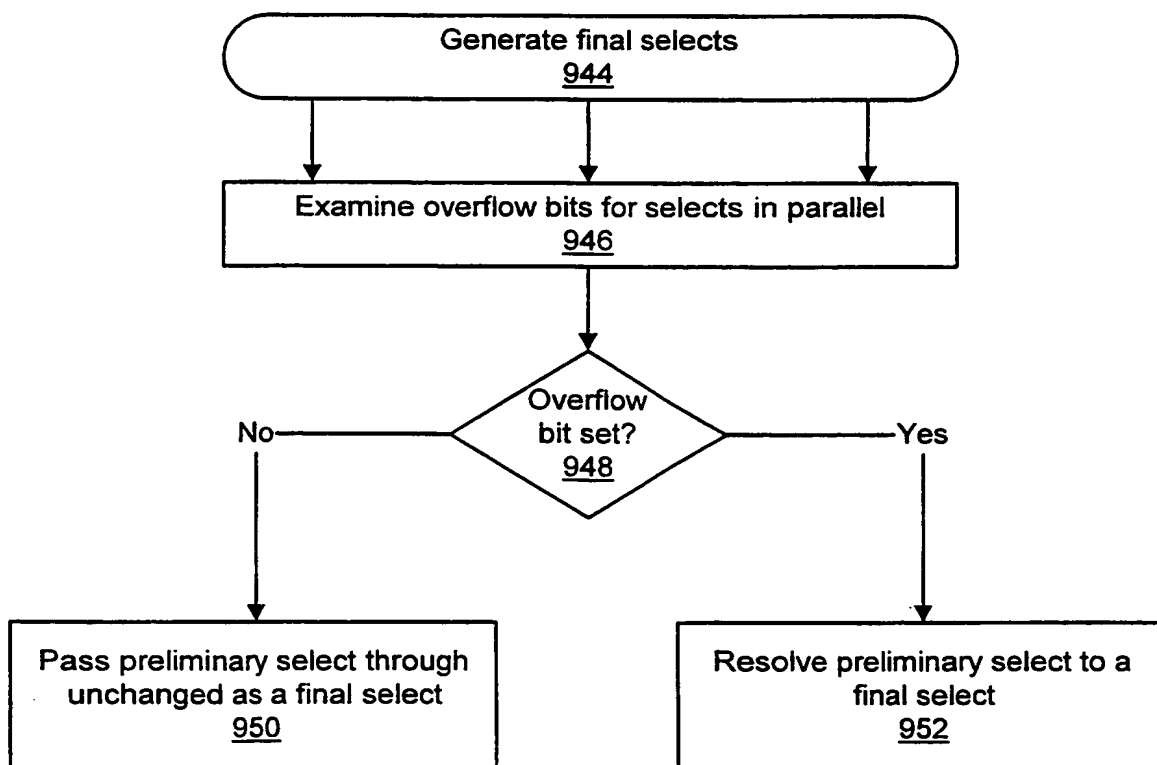 Generate final selects
944
Examine overflow bits for selects in parallel
946
Overflow
bit set?
948
No
Yes
Pass preliminary select through
unchanged as a final select
950
Resolve preliminary select to a
final select
952